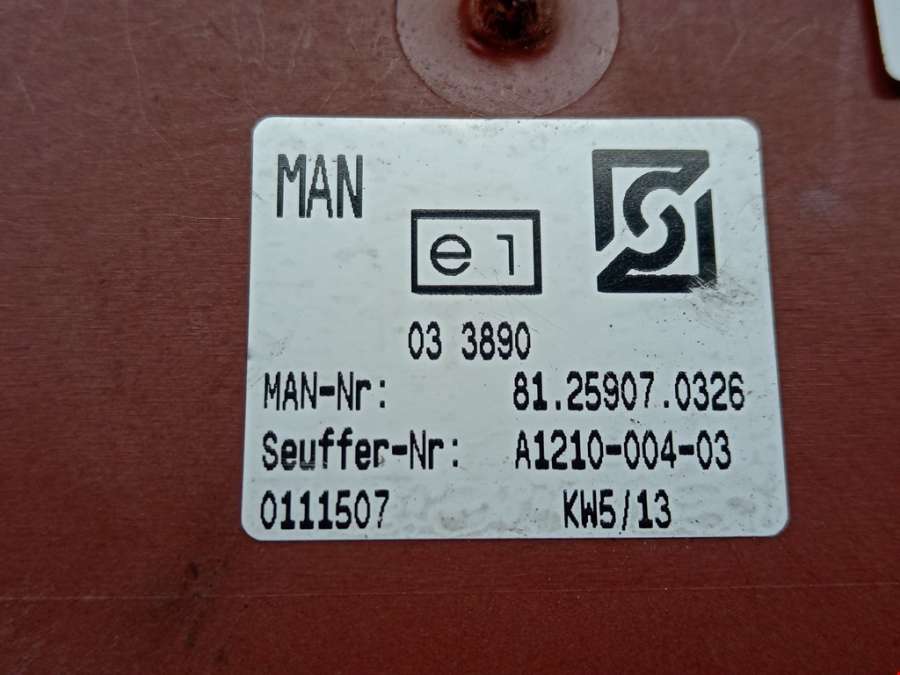 MAN
e1
03 3890
MAN-Nr: 81.25907.0326
Seuffer-Nr: A1210-004-03
0111507 KW5/13